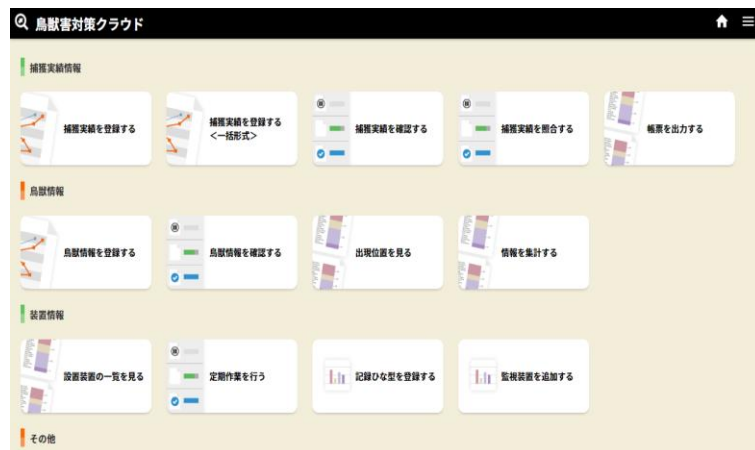 鳥獣害対策クラウド
捕獲実績情報
捕獲実績を登録する
捕獲実績を登録する
<一括形式>
捕獲実績を確認する
捕獲実績を照合する
帳票を出力する
鳥獣情報
鳥獣情報を登録する
鳥獣情報を確認する
出現位置を見る
情報を集計する
装置情報
設置装置の一覧を見る
定期作業を行う
記録ひな型を登録する
監視装置を追加する
その他